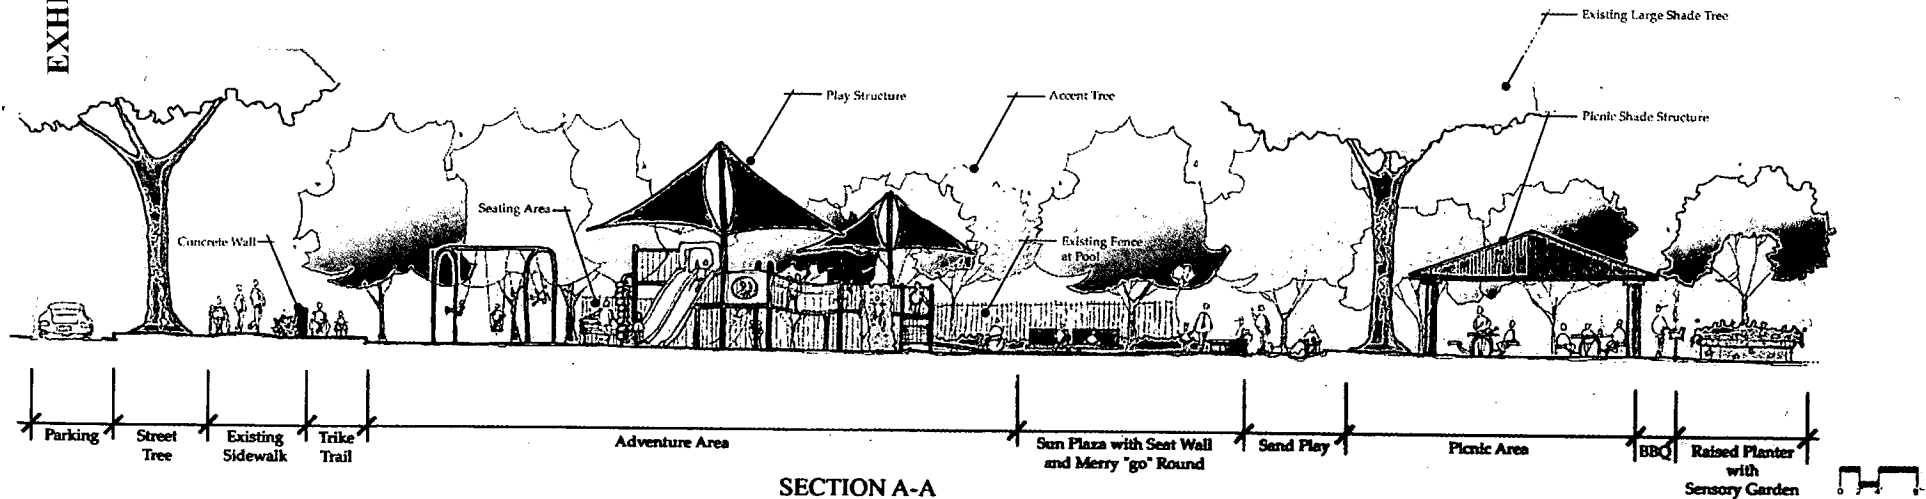 EXHI
Existing Large Shade Tree
Play Structure
Accent Tree
Picnic Shade Structure
Seating Area
Concrete Wall
Existing Fence
at Pool
Parking
Street
Tree
Existing
Sidewalk
Trike
Trail
Adventure Area
Sun Plaza with Seat Wall
and Merry "go" Round
Sand Play
Picnic Area
BBQ
Raised Planter
with
Sensory Garden
SECTION A-A